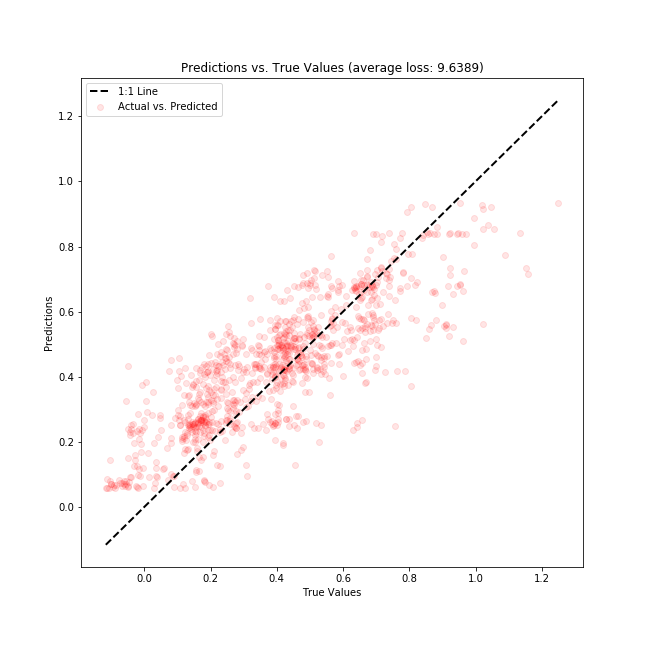 Predictions vs. True Values (average loss: 9.6389)
1:1 Line
Actual vs. Predicted
1.2
1.0
0.8
0.6
0.4
0.2
0.0
Predictions
0.0 0.2 0.4 0.6 0.8 1.0 1.2
True Values